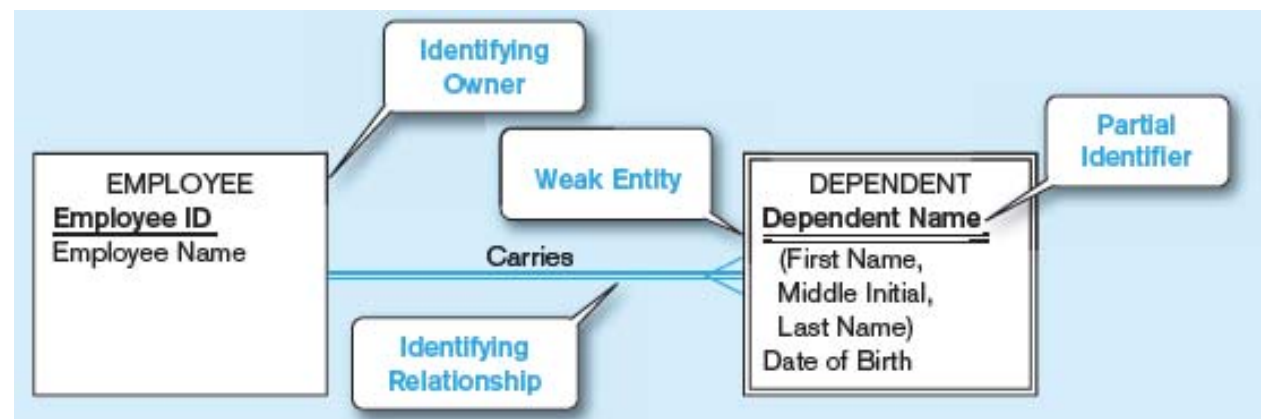 Identifying
Owner
EMPLOYEE
Employee ID
Employee Name
Weak Entity
Carries
Identifying
Relationship
DEPENDENT
Dependent Name
(First Name,
Middle Initial,
Last Name)
Date of Birth
Partial
Identifier